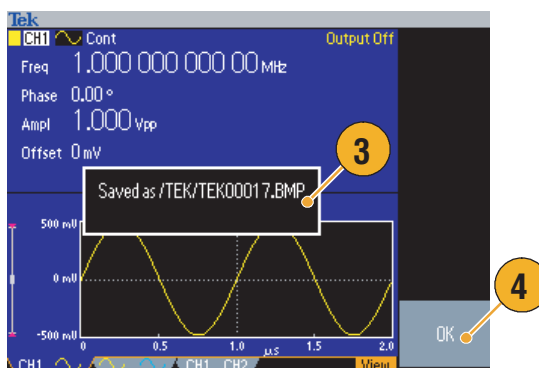 Tek
CH1 Cont Output Off
Freq 1.000 000 000 00 MHz
Phase 0.00 °
Ampl 1.000 Vpp
Offset 0 mV
3
Saved as /TEK/TEK00017.BMP
500 mV
0 mV
-500 mV
0 0.5 1.0 µs 1.5 2.0
4
OK
CH1 CH1 CH2 View